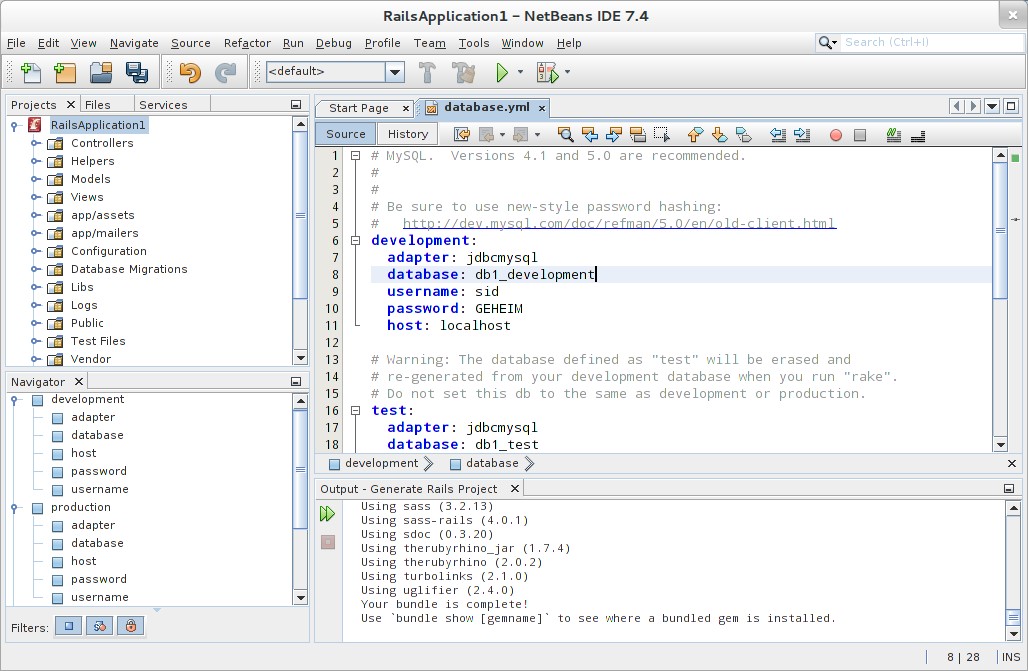 RailsApplication1 – NetBeans IDE 7.4
File Edit View Navigate Source Refactor Run Debug Profile Team Tools Window Help
Search (Ctrl+I)
<default>
Projects Files Services
RailsApplication1
Controllers
Helpers
Models
Views
app/assets
app/mailers
Configuration
Database Migrations
Libs
Logs
Public
Test Files
Vendor
Navigator
development
adapter
database
host
password
username
production
adapter
database
host
password
username
Filters:
Start Page database.yml
Source History
1 # MySQL.  Versions 4.1 and 5.0 are recommended.
2 #
3 #
4 # Be sure to use new-style password hashing:
5 #   http://dev.mysql.com/doc/refman/5.0/en/old-client.html
6 development:
7   adapter: jdbcmysql
8   database: db1_development
9   username: sid
10   password: GEHEIM
11   host: localhost
12
13 # Warning: The database defined as "test" will be erased and
14 # re-generated from your development database when you run "rake".
15 # Do not set this db to the same as development or production.
16 test:
17   adapter: jdbcmysql
18   database: db1_test
development database
Output - Generate Rails Project
Using sass (3.2.13)
Using sass-rails (4.0.1)
Using sdoc (0.3.20)
Using therubyrhino_jar (1.7.4)
Using therubyrhino (2.0.2)
Using turbolinks (2.1.0)
Using uglifier (2.4.0)
Your bundle is complete!
Use `bundle show [gemname]` to see where a bundled gem is installed.
8 | 28 INS